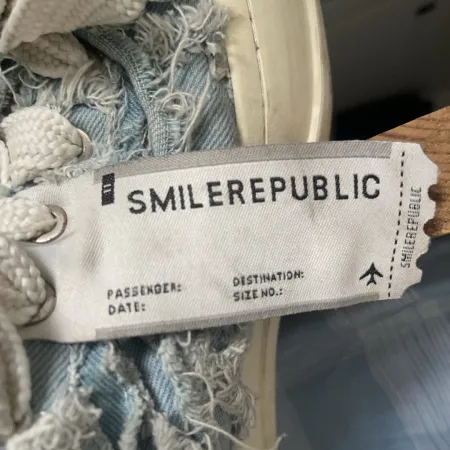 SMILEREPUBLIC
PASSENGER:
DATE:
DESTINATION:
SIZE NO.:
SMILEREPUBLIC